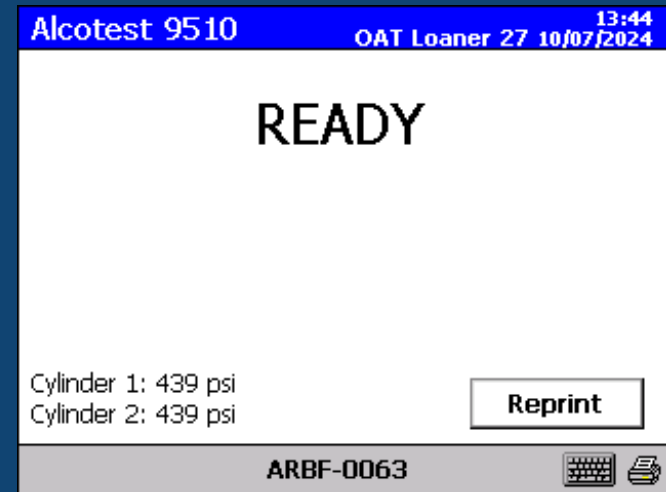 Alcotest 9510
13:44
OAT Loaner 27 10/07/2024
READY
Cylinder 1: 439 psi
Cylinder 2: 439 psi
Reprint
ARBF-0063